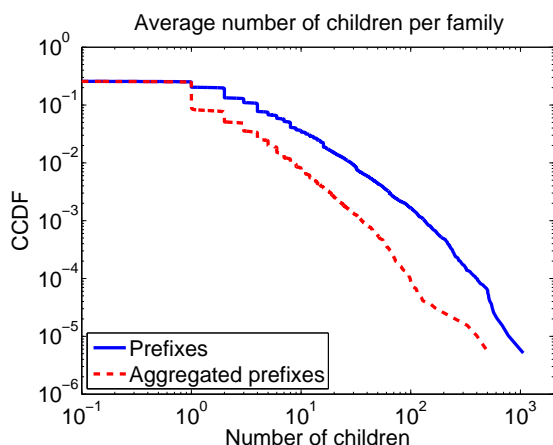 Average number of children per family
CCDF
10^0
10^-1
10^-2
10^-3
10^-4
10^-5
10^-6
Prefixes
Aggregated prefixes
10^-1 10^0 10^1 10^2 10^3
Number of children